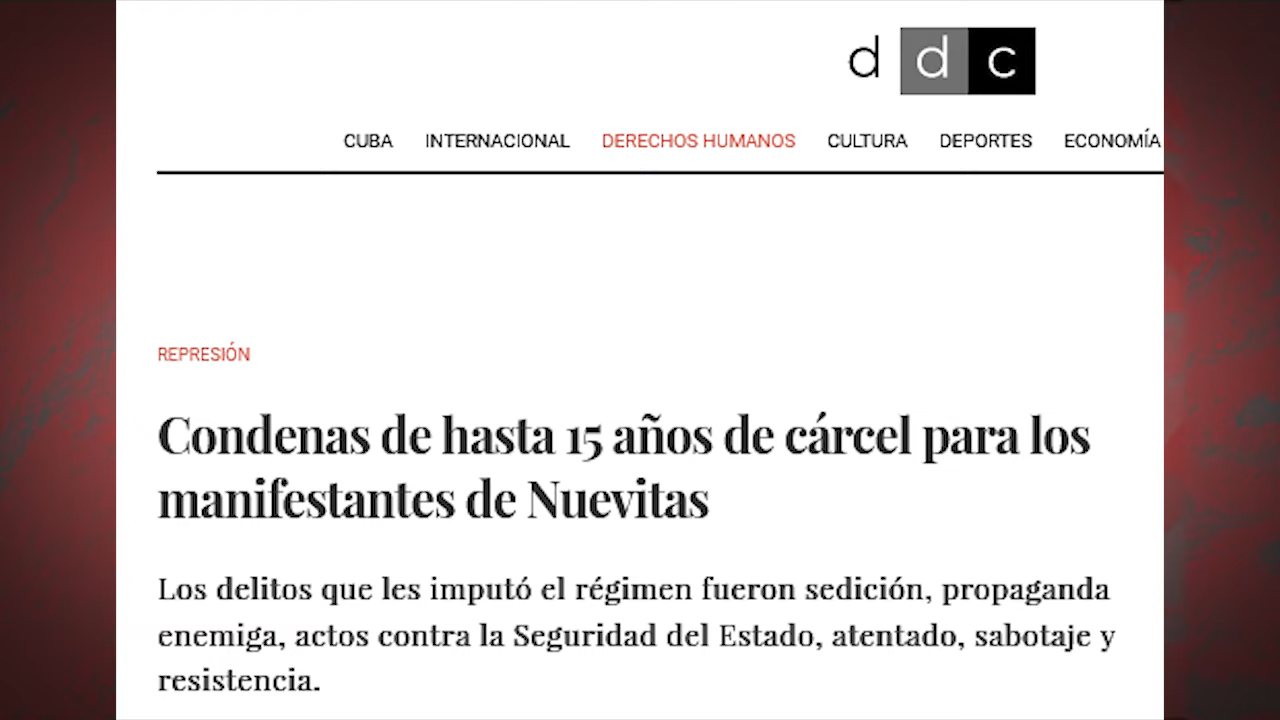 d d c
CUBA INTERNACIONAL DERECHOS HUMANOS CULTURA DEPORTES ECONOMÍA
REPRESIÓN
Condenas de hasta 15 años de cárcel para los
manifestantes de Nuevitas
Los delitos que les imputó el régimen fueron sedición, propaganda
enemiga, actos contra la Seguridad del Estado, atentado, sabotaje y
resistencia.